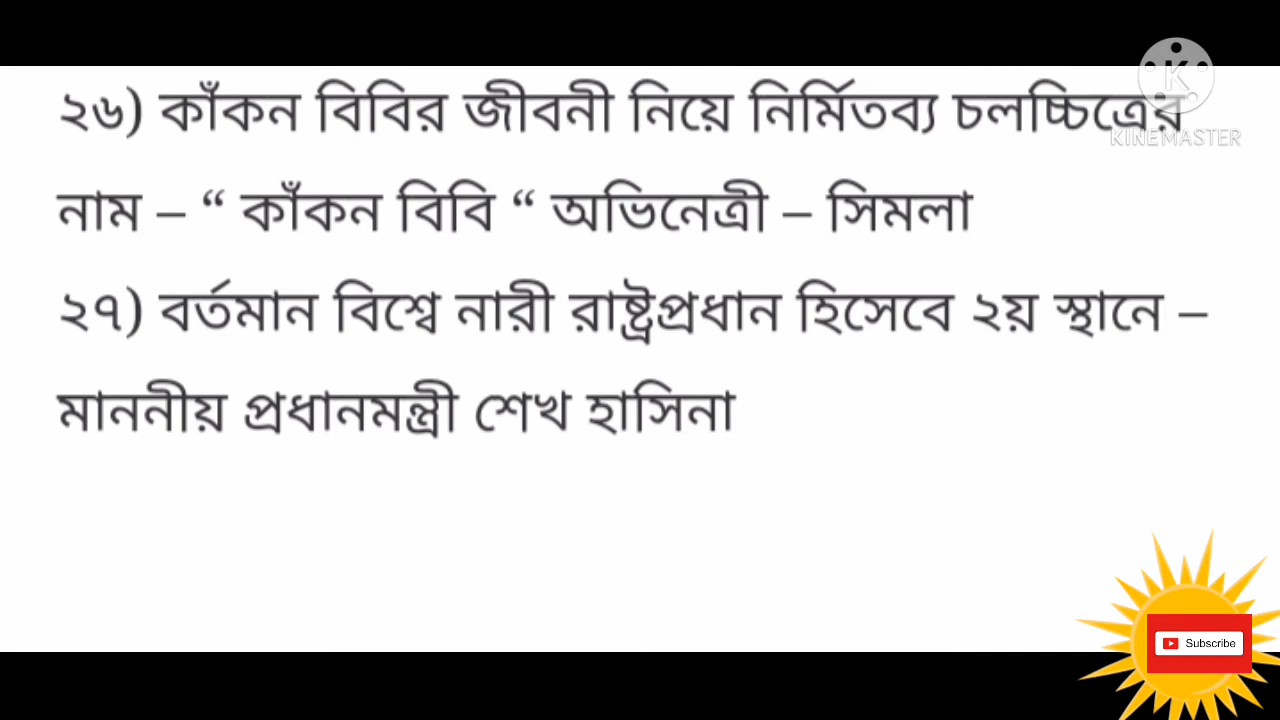 ২৬) কাঁকন বিবির জীবনী নিয়ে নির্মিতব্য চলচ্চিত্রের
নাম – “ কাঁকন বিবি “ অভিনেত্রী – সিমলা
২৭) বর্তমান বিশ্বে নারী রাষ্ট্রপ্রধান হিসেবে ২য় স্থানে –
মাননীয় প্রধানমন্ত্রী শেখ হাসিনা
K
KINEMASTER
Subscribe